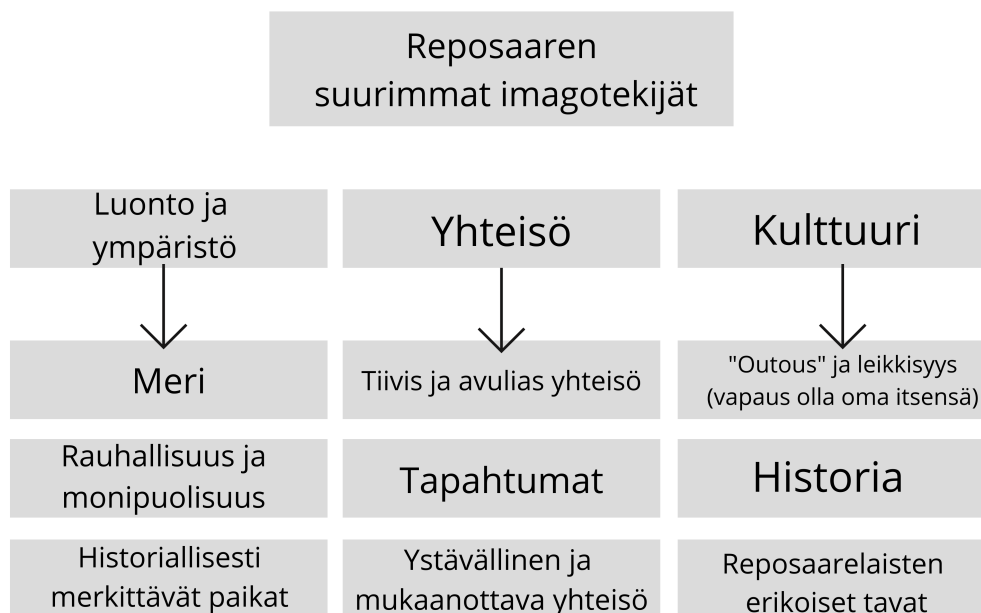 Reposaaren
suurimmat imagotekijät
Luonto ja
ympäristö
Yhteisö
Kulttuuri
Meri
Tiivis ja avulias yhteisö
"Outous" ja leikkisyys
(vapaus olla oma itsensä)
Rauhallisuus ja
monipuolisuus
Tapahtumat
Historia
Historiallisesti
merkittävät paikat
Ystävällinen ja
mukaanottava yhteisö
Reposaarelaisten
erikoiset tavat